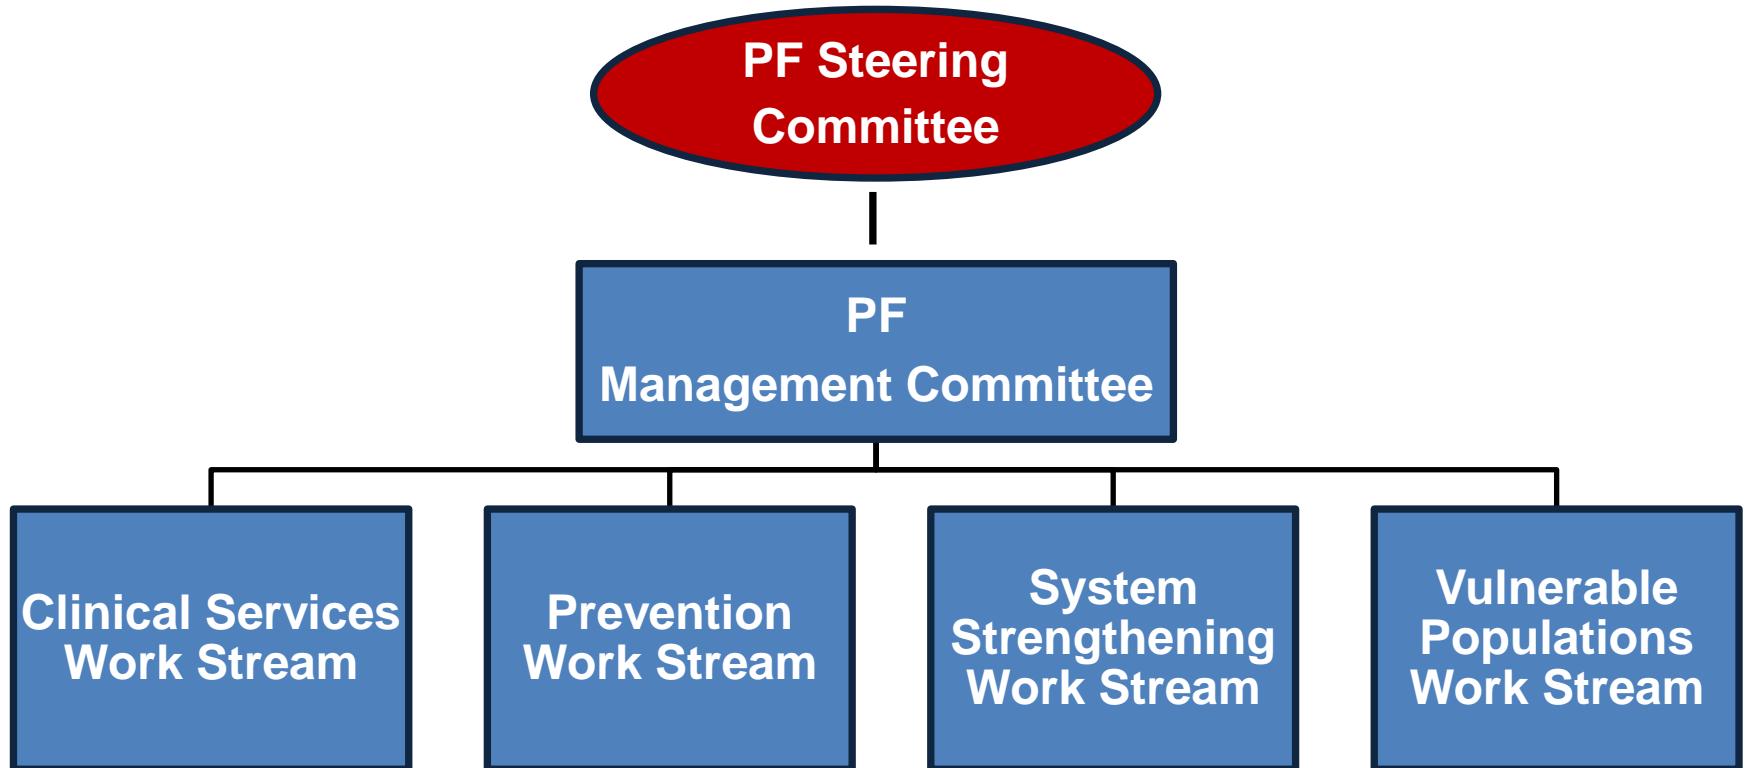 PF Steering
Committee
PF
Management Committee
Clinical Services
Work Stream
Prevention
Work Stream
System
Strengthening
Work Stream
Vulnerable
Populations
Work Stream